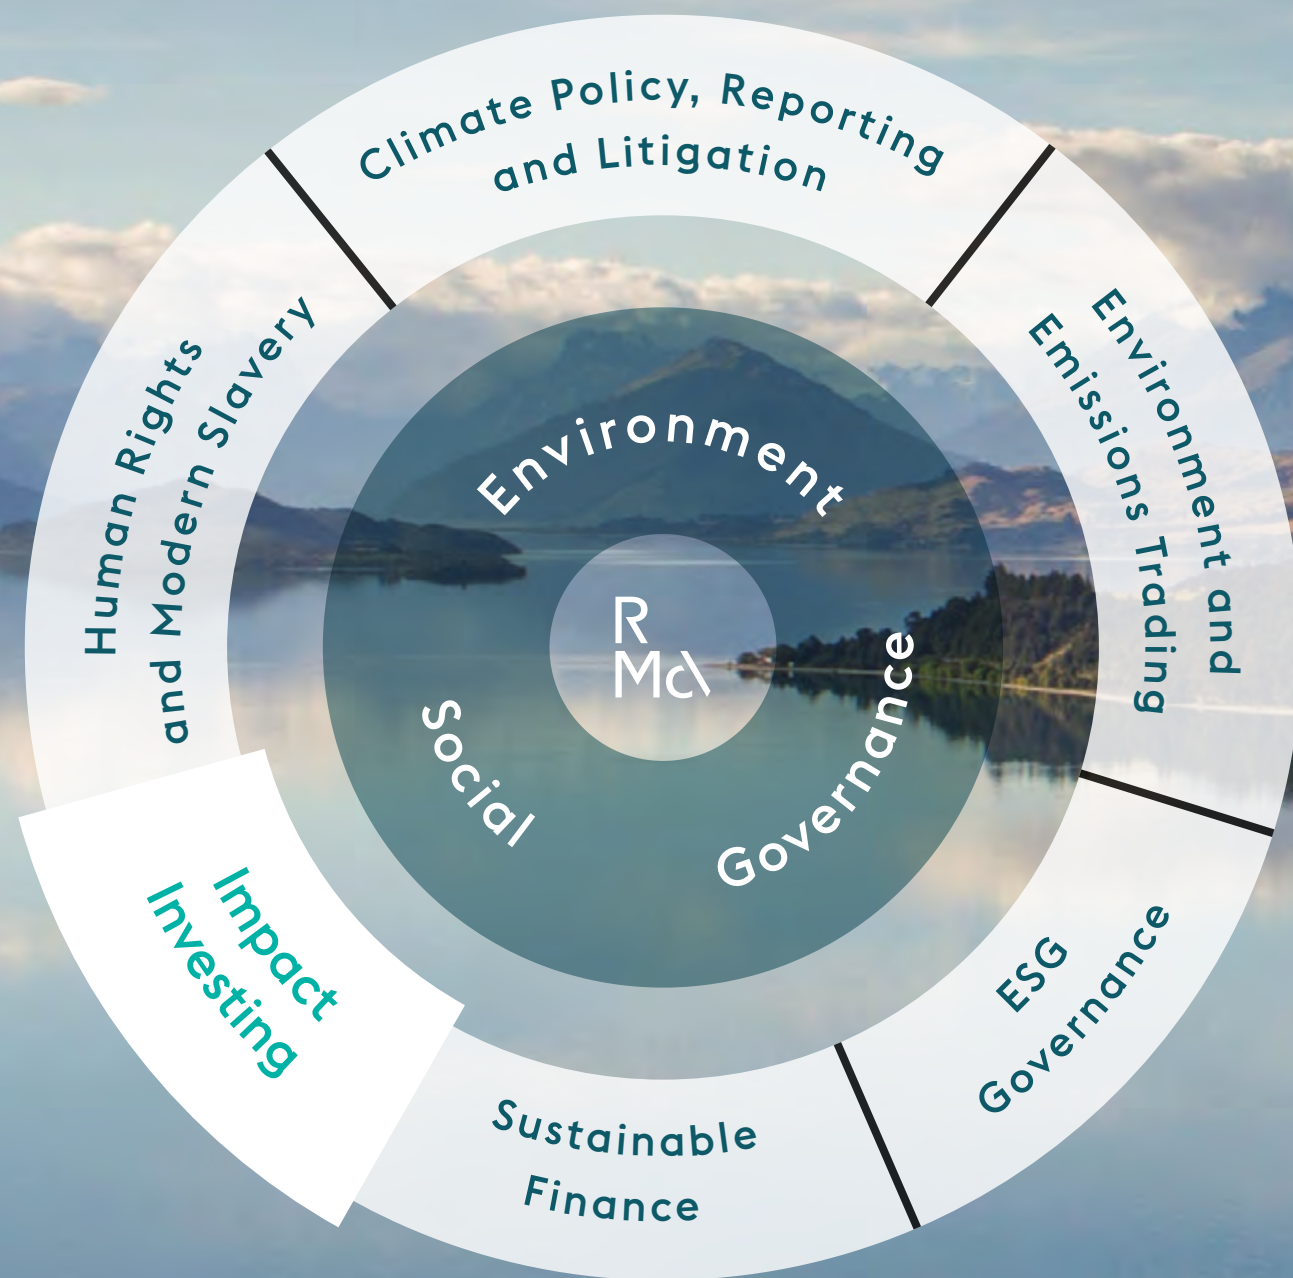 Climate Policy, Reporting
and Litigation
Environment and
Emissions Trading
ESG
Governance
Sustainable
Finance
Impact
Investing
Human Rights
and Modern Slavery
Environment
Governance
Social
R
Mc